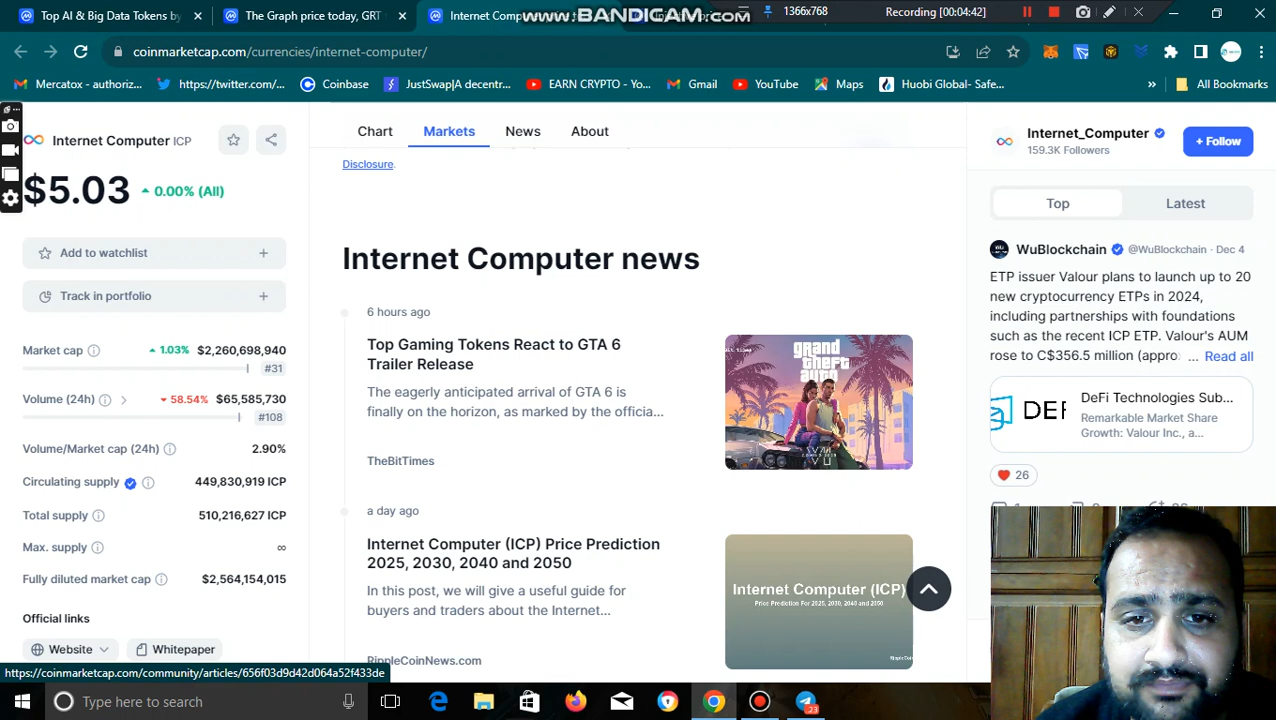 Top AI & Big Data Tokens by
The Graph price today, GRT
Internet Comp
www.BANDICAM.com
1366x768
Recording [00:04:42]
coinmarketcap.com/currencies/internet-computer/
Mercatox - authoriz...
https://twitter.com/...
Coinbase
JustSwap|A decentr...
EARN CRYPTO - Yo...
Gmail
YouTube
Maps
Huobi Global- Safe...
»
All Bookmarks
Internet Computer ICP
$5.03
0.00% (All)
Add to watchlist
Track in portfolio
Market cap
1.03% $2,260,698,940
#31
Volume (24h)
58.54% $65,585,730
#108
Volume/Market cap (24h)
2.90%
Circulating supply
449,830,919 ICP
Total supply
510,216,627 ICP
Max. supply
∞
Fully diluted market cap
$2,564,154,015
Official links
Website
Whitepaper
https://coinmarketcap.com/community/articles/656f03d9d42d064a52f433de
Chart
Markets
News
About
Disclosure.
Internet Computer news
6 hours ago
Top Gaming Tokens React to GTA 6
Trailer Release
The eagerly anticipated arrival of GTA 6 is
finally on the horizon, as marked by the officia...
TheBitTimes
grand
theft
auto
VI
a day ago
Internet Computer (ICP) Price Prediction
2025, 2030, 2040 and 2050
In this post, we will give a useful guide for
buyers and traders about the Internet...
RippleCoinNews.com
Internet Computer (ICP)
Price Prediction For 2025, 2030, 2040 and 2050
Internet_Computer
159.3K Followers
+ Follow
Top
Latest
WuBlockchain @WuBlockchain · Dec 4
ETP issuer Valour plans to launch up to 20
new cryptocurrency ETPs in 2024,
including partnerships with foundations
such as the recent ICP ETP. Valour's AUM
rose to C$356.5 million (appro ... Read all
DEF
DeFi Technologies Sub...
Remarkable Market Share
Growth: Valour Inc., a...
26
Type here to search
23